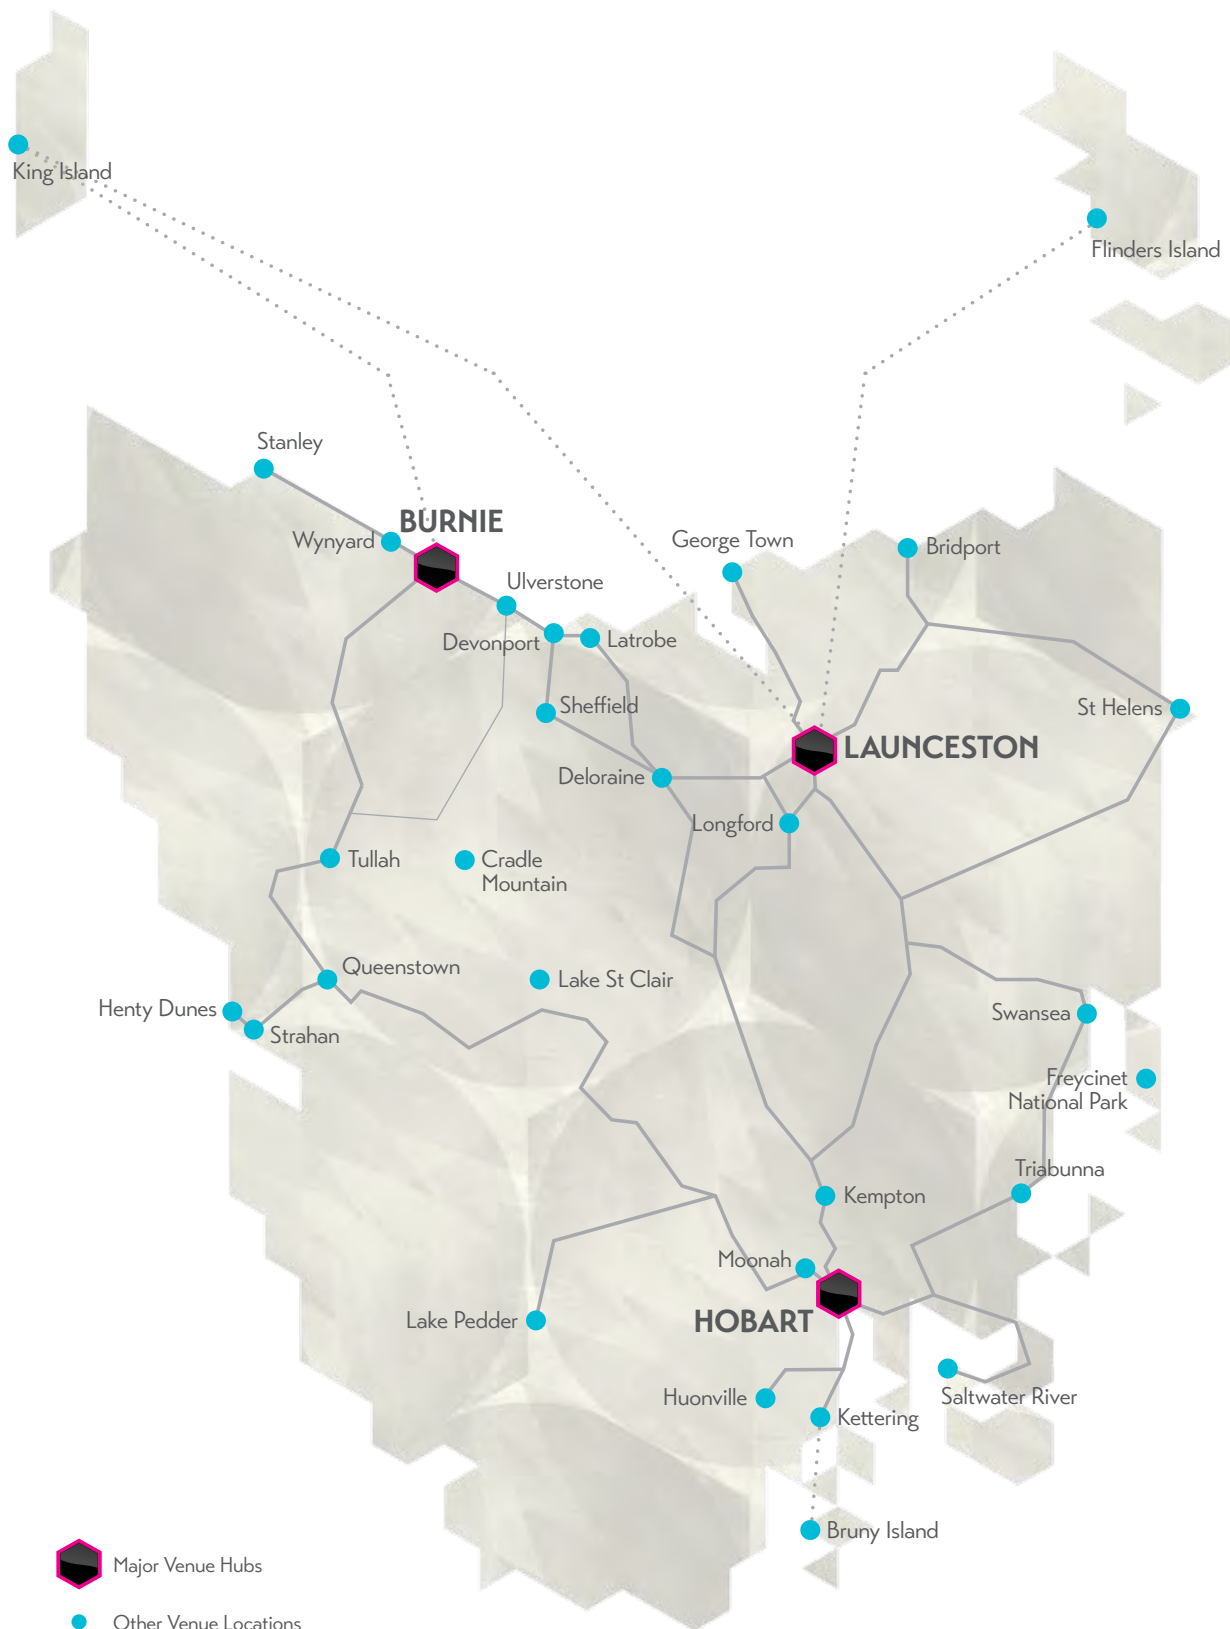 King Island
Flinders Island
Stanley
BURNIE
Wynyard
George Town
Bridport
Ulverstone
Devonport
Latrobe
Sheffield
St Helens
LAUNCESTON
Deloraine
Longford
Tullah
Cradle
Mountain
Queenstown
Lake St Clair
Henty Dunes
Strahan
Swansea
Freycinet
National Park
Triabunna
Kempton
Moonah
Lake Pedder
HOBART
Huonville
Saltwater River
Kettering
Bruny Island
Major Venue Hubs
Other Venue Locations